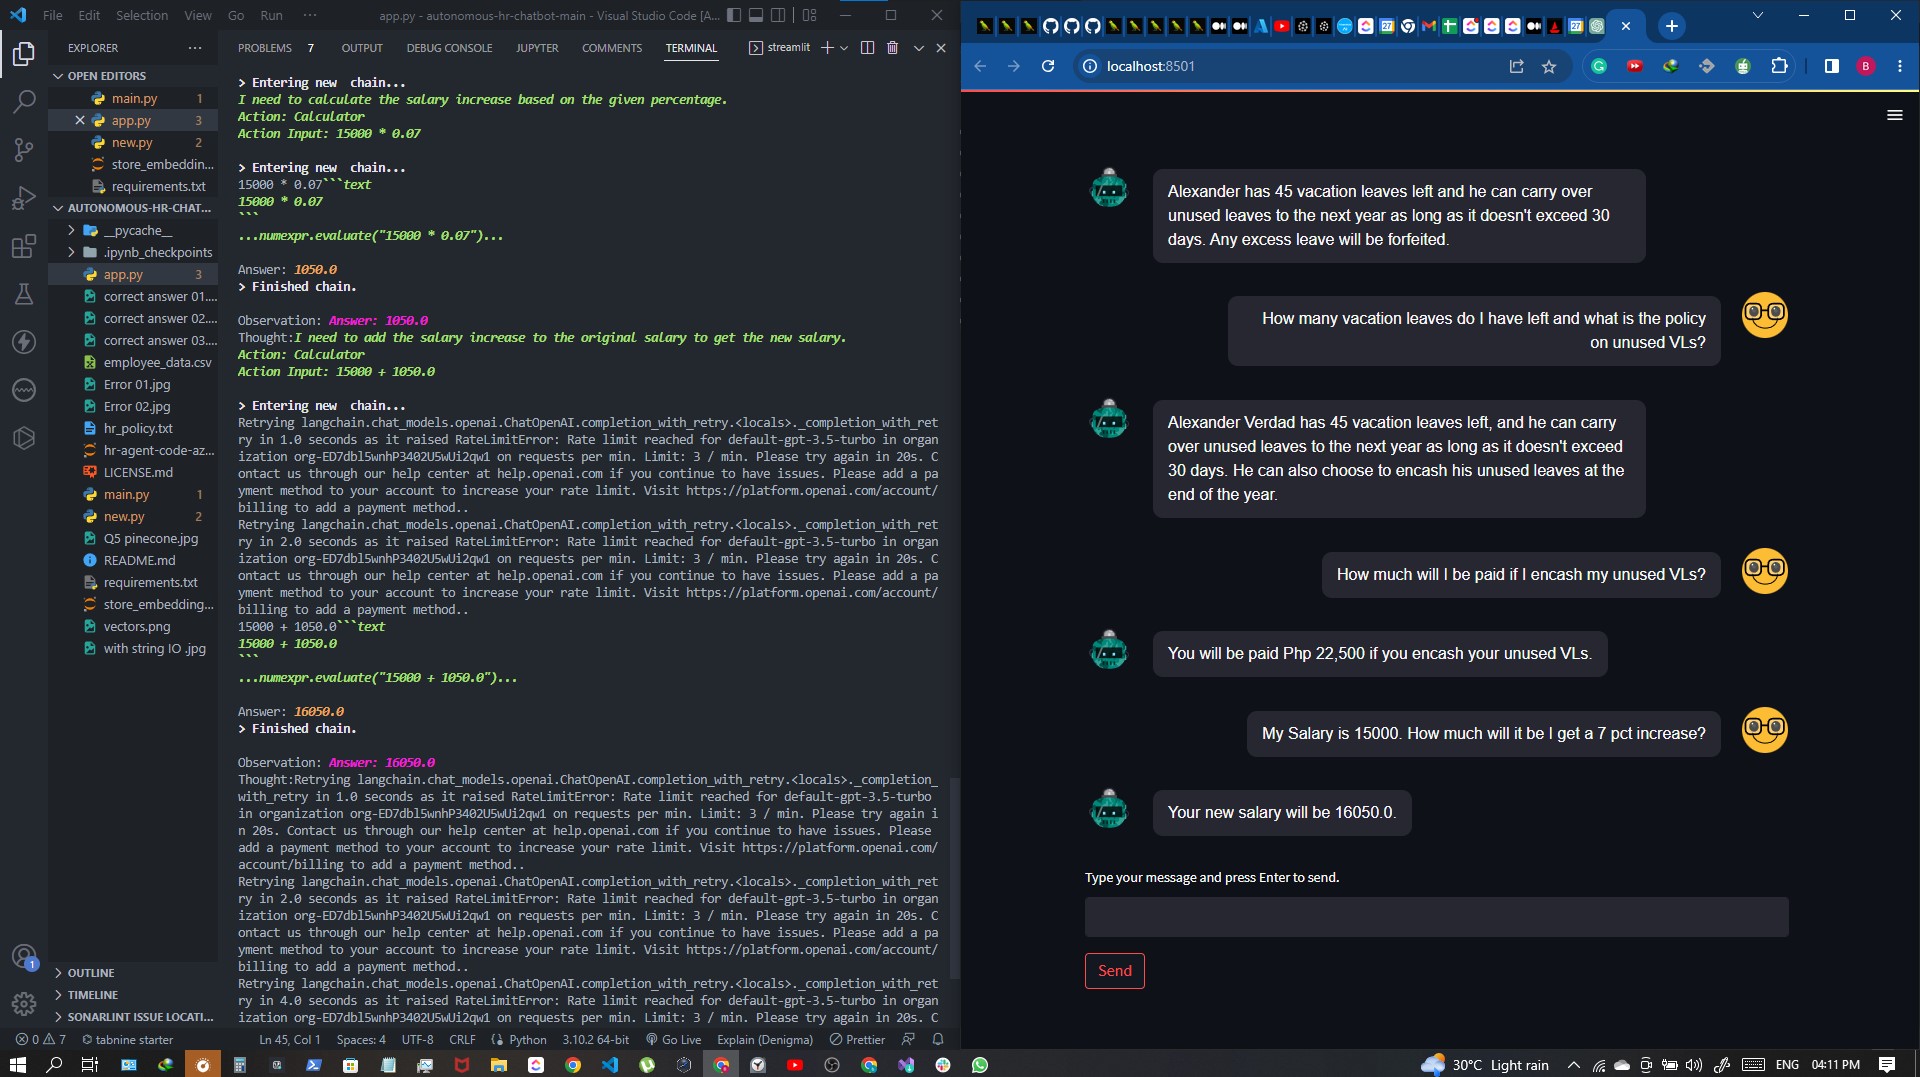 File Edit Selection View Go Run ··· app.py - autonomous-hr-chatbot-main - Visual Studio Code [A...
EXPLORER ···
OPEN EDITORS
main.py 1
app.py 3
new.py 2
store_embeddin...
requirements.txt
AUTONOMOUS-HR-CHAT...
__pycache__
.ipynb_checkpoints
app.py 3
correct answer 01....
correct answer 02....
correct answer 03....
employee_data.csv
Error 01.jpg
Error 02.jpg
hr_policy.txt
hr-agent-code-az...
LICENSE.md
main.py 1
new.py 2
Q5 pinecone.jpg
README.md
requirements.txt
store_embedding...
vectors.png
with string IO .jpg
OUTLINE
TIMELINE
SONARLINT ISSUE LOCATI...
PROBLEMS 7 OUTPUT DEBUG CONSOLE JUPYTER COMMENTS TERMINAL streamlit
> Entering new  chain...
I need to calculate the salary increase based on the given percentage.
Action: Calculator
Action Input: 15000 * 0.07
> Entering new  chain...
15000 * 0.07```text
15000 * 0.07
```
...numexpr.evaluate("15000 * 0.07")...
Answer: 1050.0
> Finished chain.
Observation: Answer: 1050.0
Thought:I need to add the salary increase to the original salary to get the new salary.
Action: Calculator
Action Input: 15000 + 1050.0
> Entering new  chain...
Retrying langchain.chat_models.openai.ChatOpenAI.completion_with_retry.<locals>._completion_with_ret
ry in 1.0 seconds as it raised RateLimitError: Rate limit reached for default-gpt-3.5-turbo in organ
ization org-ED7dbl5wnhP3402U5wUi2qw1 on requests per min. Limit: 3 / min. Please try again in 20s. C
ontact us through our help center at help.openai.com if you continue to have issues. Please add a pa
yment method to your account to increase your rate limit. Visit https://platform.openai.com/account/
billing to add a payment method..
Retrying langchain.chat_models.openai.ChatOpenAI.completion_with_retry.<locals>._completion_with_ret
ry in 2.0 seconds as it raised RateLimitError: Rate limit reached for default-gpt-3.5-turbo in organ
ization org-ED7dbl5wnhP3402U5wUi2qw1 on requests per min. Limit: 3 / min. Please try again in 20s. C
ontact us through our help center at help.openai.com if you continue to have issues. Please add a pa
yment method to your account to increase your rate limit. Visit https://platform.openai.com/account/
billing to add a payment method..
15000 + 1050.0```text
15000 + 1050.0
```
...numexpr.evaluate("15000 + 1050.0")...
Answer: 16050.0
> Finished chain.
Observation: Answer: 16050.0
Thought:Retrying langchain.chat_models.openai.ChatOpenAI.completion_with_retry.<locals>._completion_
with_retry in 1.0 seconds as it raised RateLimitError: Rate limit reached for default-gpt-3.5-turbo
in organization org-ED7dbl5wnhP3402U5wUi2qw1 on requests per min. Limit: 3 / min. Please try again i
n 20s. Contact us through our help center at help.openai.com if you continue to have issues. Please
add a payment method to your account to increase your rate limit. Visit https://platform.openai.com/
account/billing to add a payment method..
Retrying langchain.chat_models.openai.ChatOpenAI.completion_with_retry.<locals>._completion_with_ret
ry in 2.0 seconds as it raised RateLimitError: Rate limit reached for default-gpt-3.5-turbo in organ
ization org-ED7dbl5wnhP3402U5wUi2qw1 on requests per min. Limit: 3 / min. Please try again in 20s. C
ontact us through our help center at help.openai.com if you continue to have issues. Please add a pa
yment method to your account to increase your rate limit. Visit https://platform.openai.com/account/
billing to add a payment method..
Retrying langchain.chat_models.openai.ChatOpenAI.completion_with_retry.<locals>._completion_with_ret
ry in 4.0 seconds as it raised RateLimitError: Rate limit reached for default-gpt-3.5-turbo in organ
ization org-ED7dbl5wnhP3402U5wUi2qw1 on requests per min. Limit: 3 / min. Please try again in 20s. C
0 7 tabnine starter Ln 45, Col 1 Spaces: 4 UTF-8 CRLF Python 3.10.2 64-bit Go Live Explain (Denigma) Prettier
localhost:8501
B
Alexander has 45 vacation leaves left and he can carry over
unused leaves to the next year as long as it doesn't exceed 30
days. Any excess leave will be forfeited.
How many vacation leaves do I have left and what is the policy
on unused VLs?
Alexander Verdad has 45 vacation leaves left, and he can carry
over unused leaves to the next year as long as it doesn't exceed
30 days. He can also choose to encash his unused leaves at the
end of the year.
How much will I be paid if I encash my unused VLs?
You will be paid Php 22,500 if you encash your unused VLs.
My Salary is 15000. How much will it be I get a 7 pct increase?
Your new salary will be 16050.0.
Type your message and press Enter to send.
Send
30°C Light rain ENG 04:11 PM